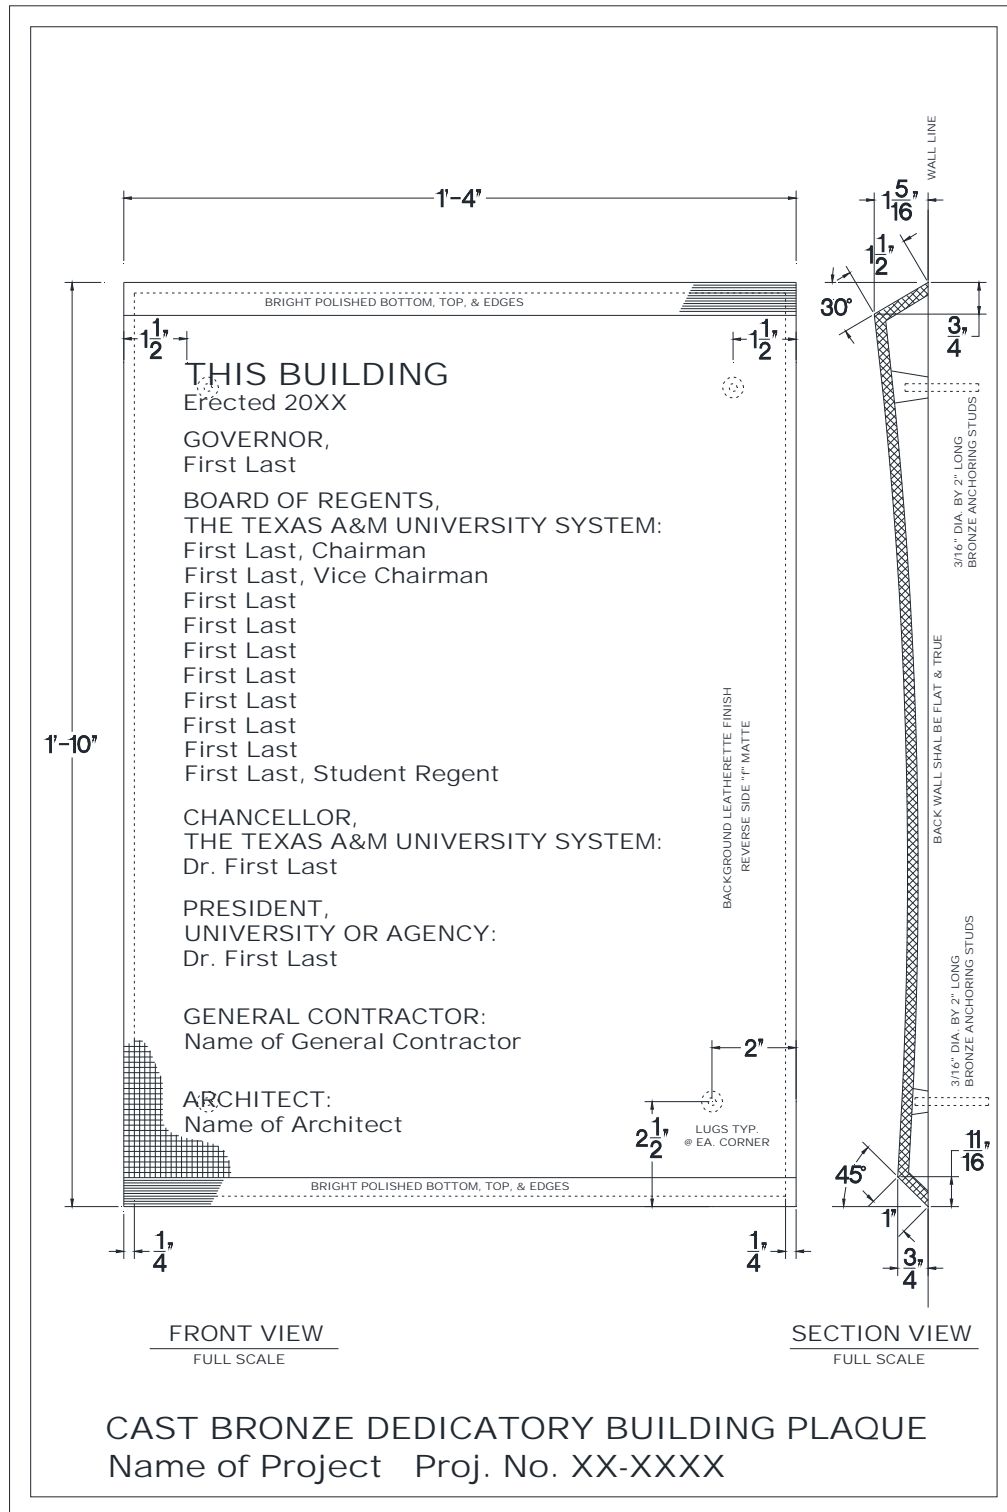 WALL LINE
1'-4"
1 5/16"
1 1/2"
30°
3/4"
BRIGHT POLISHED BOTTOM, TOP, & EDGES
1 1/2"
1 1/2"
THIS BUILDING
Erected 20XX
GOVERNOR,
First Last
BOARD OF REGENTS,
THE TEXAS A&M UNIVERSITY SYSTEM:
First Last, Chairman
First Last, Vice Chairman
First Last
First Last
First Last
First Last
First Last
First Last
First Last
First Last, Student Regent
CHANCELLOR,
THE TEXAS A&M UNIVERSITY SYSTEM:
Dr. First Last
PRESIDENT,
UNIVERSITY OR AGENCY:
Dr. First Last
GENERAL CONTRACTOR:
Name of General Contractor
ARCHITECT:
Name of Architect
1'-10"
BACKGROUND LEATHERETTE FINISH
REVERSE SIDE "f" MATTE
3/16" DIA. BY 2" LONG
BRONZE ANCHORING STUDS
BACK WALL SHAL BE FLAT & TRUE
3/16" DIA. BY 2" LONG
BRONZE ANCHORING STUDS
2"
2 1/2"
LUGS TYP.
@ EA. CORNER
11/16"
45°
1"
3/4"
BRIGHT POLISHED BOTTOM, TOP, & EDGES
1/4"
1/4"
FRONT VIEW
FULL SCALE
SECTION VIEW
FULL SCALE
CAST BRONZE DEDICATORY BUILDING PLAQUE
Name of Project Proj. No. XX-XXXX